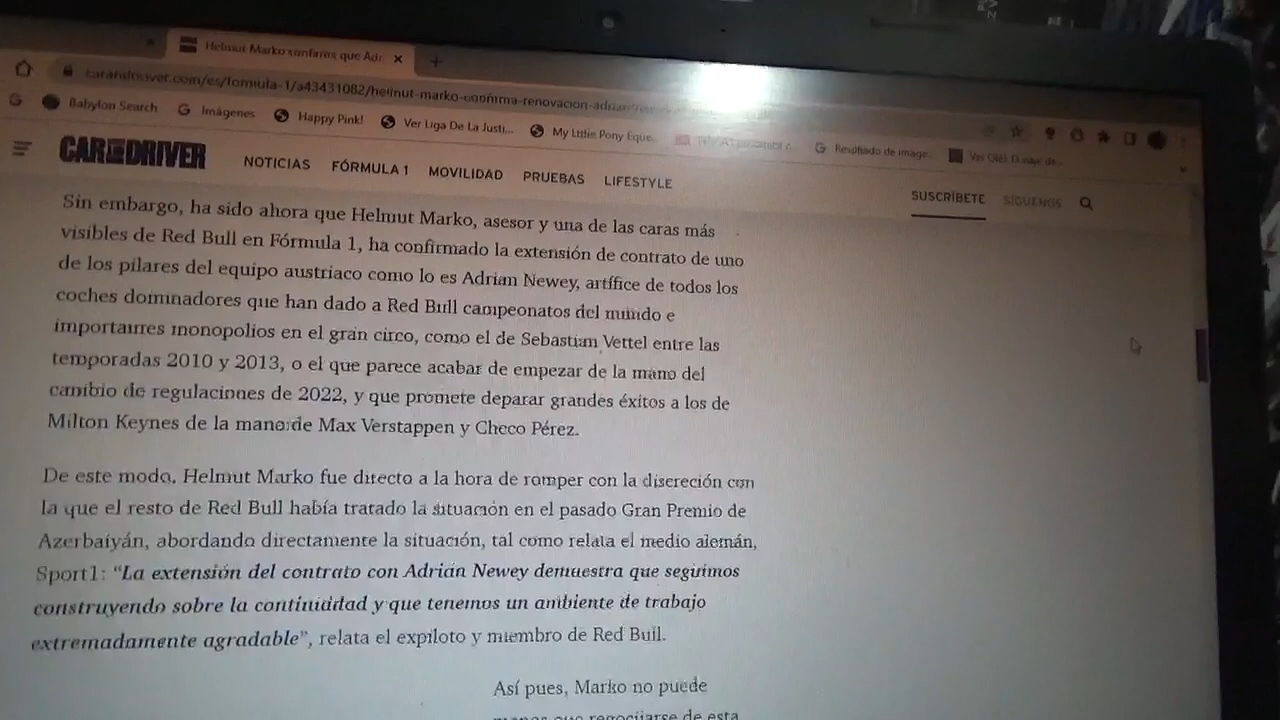 Helmut Marko confirma que Adr
carandriver.com/es/formula-1/a43431082/helmut-marko-confirma-renovacion-adr
Babylon Search Imágenes Happy Pink! Ver Liga De La Justi... My Little Pony Eque... Resultado de image...
CAR AND DRIVER NOTICIAS FÓRMULA 1 MOVILIDAD PRUEBAS LIFESTYLE SUSCRÍBETE SÍGUENOS
Sin embargo, ha sido ahora que Helmut Marko, asesor y una de las caras más
visibles de Red Bull en Fórmula 1, ha confirmado la extensión de contrato de uno
de los pilares del equipo austriaco como lo es Adrian Newey, artífice de todos los
coches dominadores que han dado a Red Bull campeonatos del mundo e
importantes monopolios en el gran circo, como el de Sebastian Vettel entre las
temporadas 2010 y 2013, o el que parece acabar de empezar de la mano del
cambio de regulaciones de 2022, y que promete deparar grandes éxitos a los de
Milton Keynes de la mano de Max Verstappen y Checo Pérez.
De este modo, Helmut Marko fue directo a la hora de romper con la discreción con
la que el resto de Red Bull había tratado la situación en el pasado Gran Premio de
Azerbaiyán, abordando directamente la situación, tal como relata el medio alemán,
Sport1: “La extensión del contrato con Adrian Newey demuestra que seguimos
construyendo sobre la continuidad y que tenemos un ambiente de trabajo
extremadamente agradable”, relata el expiloto y miembro de Red Bull.
Así pues, Marko no puede
menos que regocijarse de esta